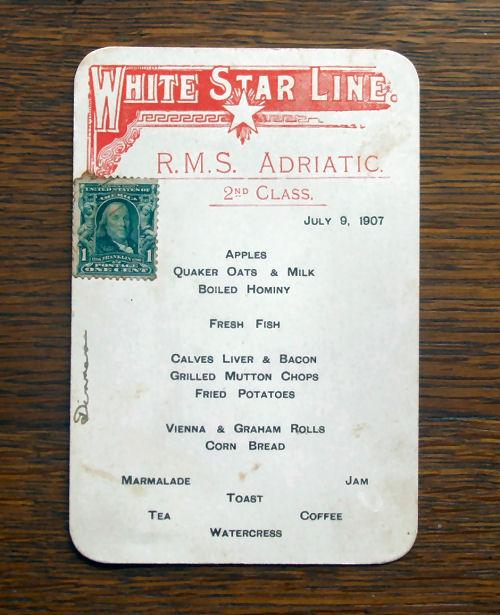 WHITE STAR LINE.
R.M.S. ADRIATIC.
2ND CLASS.
JULY 9, 1907
UNITED STATES OF
AMERICA
1 FRANKLIN 1
POSTAGE
ONE CENT
APPLES
QUAKER OATS & MILK
BOILED HOMINY
FRESH FISH
CALVES LIVER & BACON
GRILLED MUTTON CHOPS
FRIED POTATOES
VIENNA & GRAHAM ROLLS
CORN BREAD
MARMALADE JAM
TOAST
TEA COFFEE
WATERCRESS